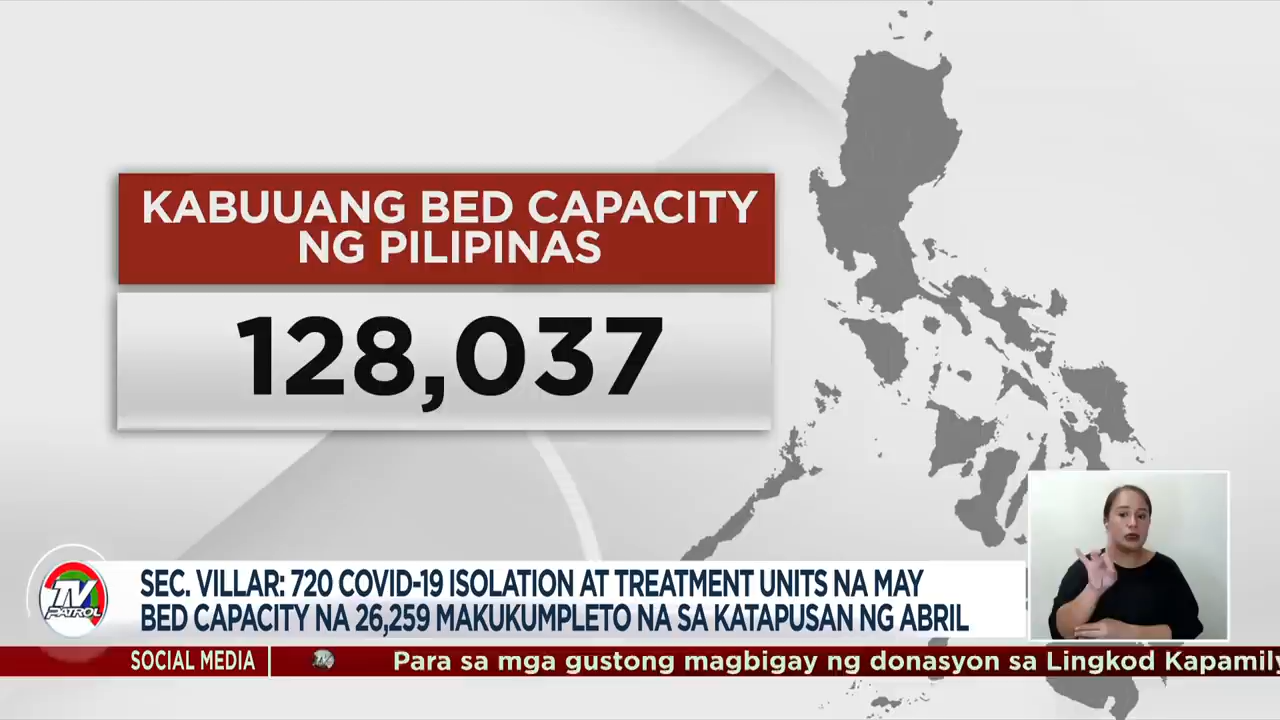 KABUUANG BED CAPACITY
NG PILIPINAS
128,037
SEC. VILLAR: 720 COVID-19 ISOLATION AT TREATMENT UNITS NA MAY
BED CAPACITY NA 26,259 MAKUKUMPLETO NA SA KATAPUSAN NG ABRIL
TV
PATROL
SOCIAL MEDIA
Para sa mga gustong magbigay ng donasyon sa Lingkod Kapamily